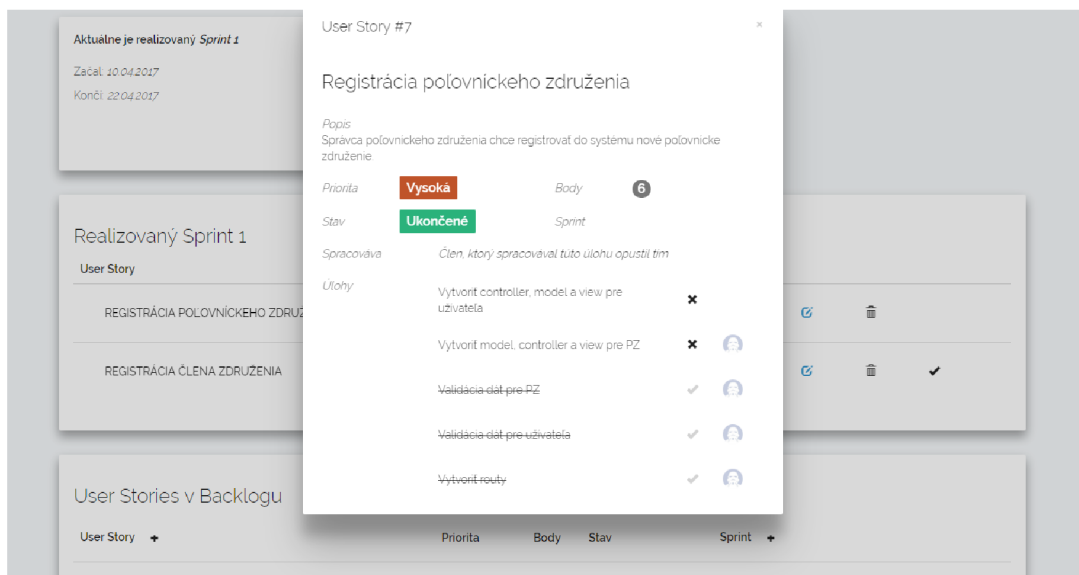 Aktuálne je realizovaný Sprint 1
Začal: 10.04.2017
Končí: 22.04.2017
User Story #7
×
Registrácia poľovnickeho združenia
Popis
Správca poľovnickeho združenia chce registrovať do systému nové poľovnicke
združenie
Priorita Vysoká Body 6
Stav Ukončené Sprint
Spracováva Člen, ktorý spracovával túto úlohu opustil tím
Úlohy
Vytvoriť controller, model a view pre
užívateľa
Vytvoriť model, controller a view pre PZ
Validácia dát pre PZ
Validácia dát pre užívateľa
Vytvoriť routy
Realizovaný Sprint 1
User Story
REGISTRÁCIA POĽOVNÍCKEHO ZDRUŽ
REGISTRÁCIA ČLENA ZDRUŽENIA
User Stories v Backlogu
User Story + Priorita Body Stav Sprint +